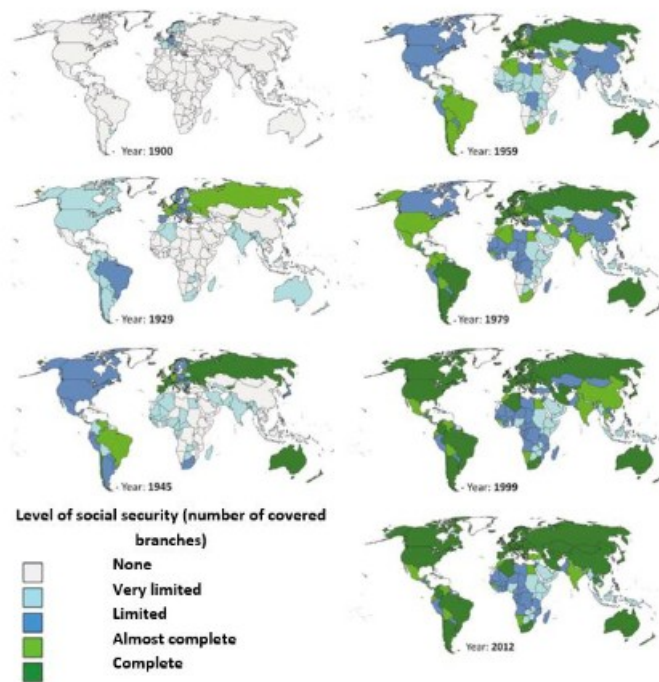 Year: 1900
Year: 1959
Year: 1929
Year: 1979
Year: 1945
Year: 1999
Level of social security (number of covered
branches)
None
Very limited
Limited
Almost complete
Complete
Year: 2012